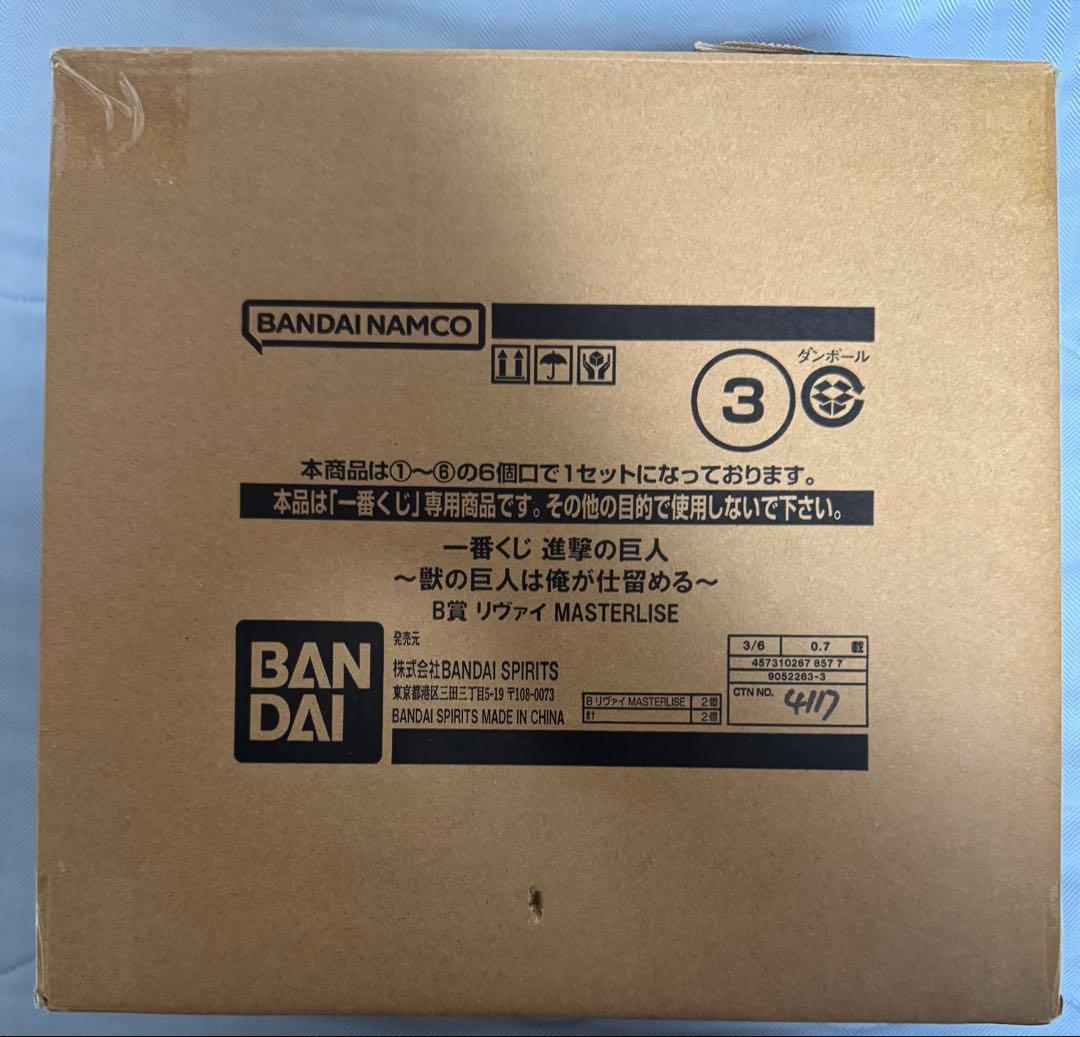 BANDAI NAMCO
ダンボール
3
本商品は①〜⑥の6個口で1セットになっております。
本品は「一番くじ」専用商品です。その他の目的で使用しないで下さい。
一番くじ 進撃の巨人
〜獣の巨人は俺が仕留める〜
B賞 リヴァイ MASTERLISE
BAN
DAI
発売元
株式会社BANDAI SPIRITS
東京都港区三田三丁目5-19 〒108-0073
BANDAI SPIRITS MADE IN CHINA
B リヴァイ MASTERLISE 2個
計 2個
3/6 0.7 載
457310267 857 7
9052263-3
CTN NO. 4117